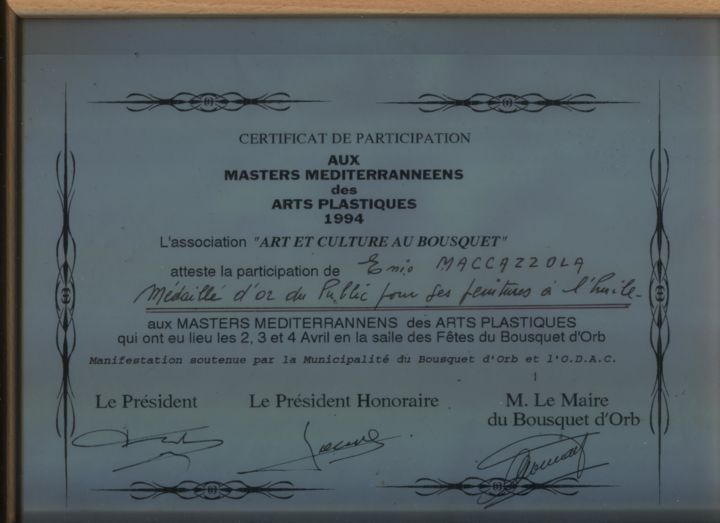 CERTIFICAT DE PARTICIPATION
AUX
MASTERS MEDITERRANNEENS
des
ARTS PLASTIQUES
1994
L'association "ART ET CULTURE AU BOUSQUET"
atteste la participation de Enio MACCAZZOLA
Médaillé d'or du Public pour ses peintures à l'huile-
aux MASTERS MEDITERRANNENS des ARTS PLASTIQUES
qui ont eu lieu les 2, 3 et 4 Avril en la salle des Fêtes du Bousquet d'Orb
Manifestation soutenue par la Municipalité du Bousquet d'Orb et l'O.D.A.C.
Le Président Le Président Honoraire M. Le Maire
du Bousquet d'Orb